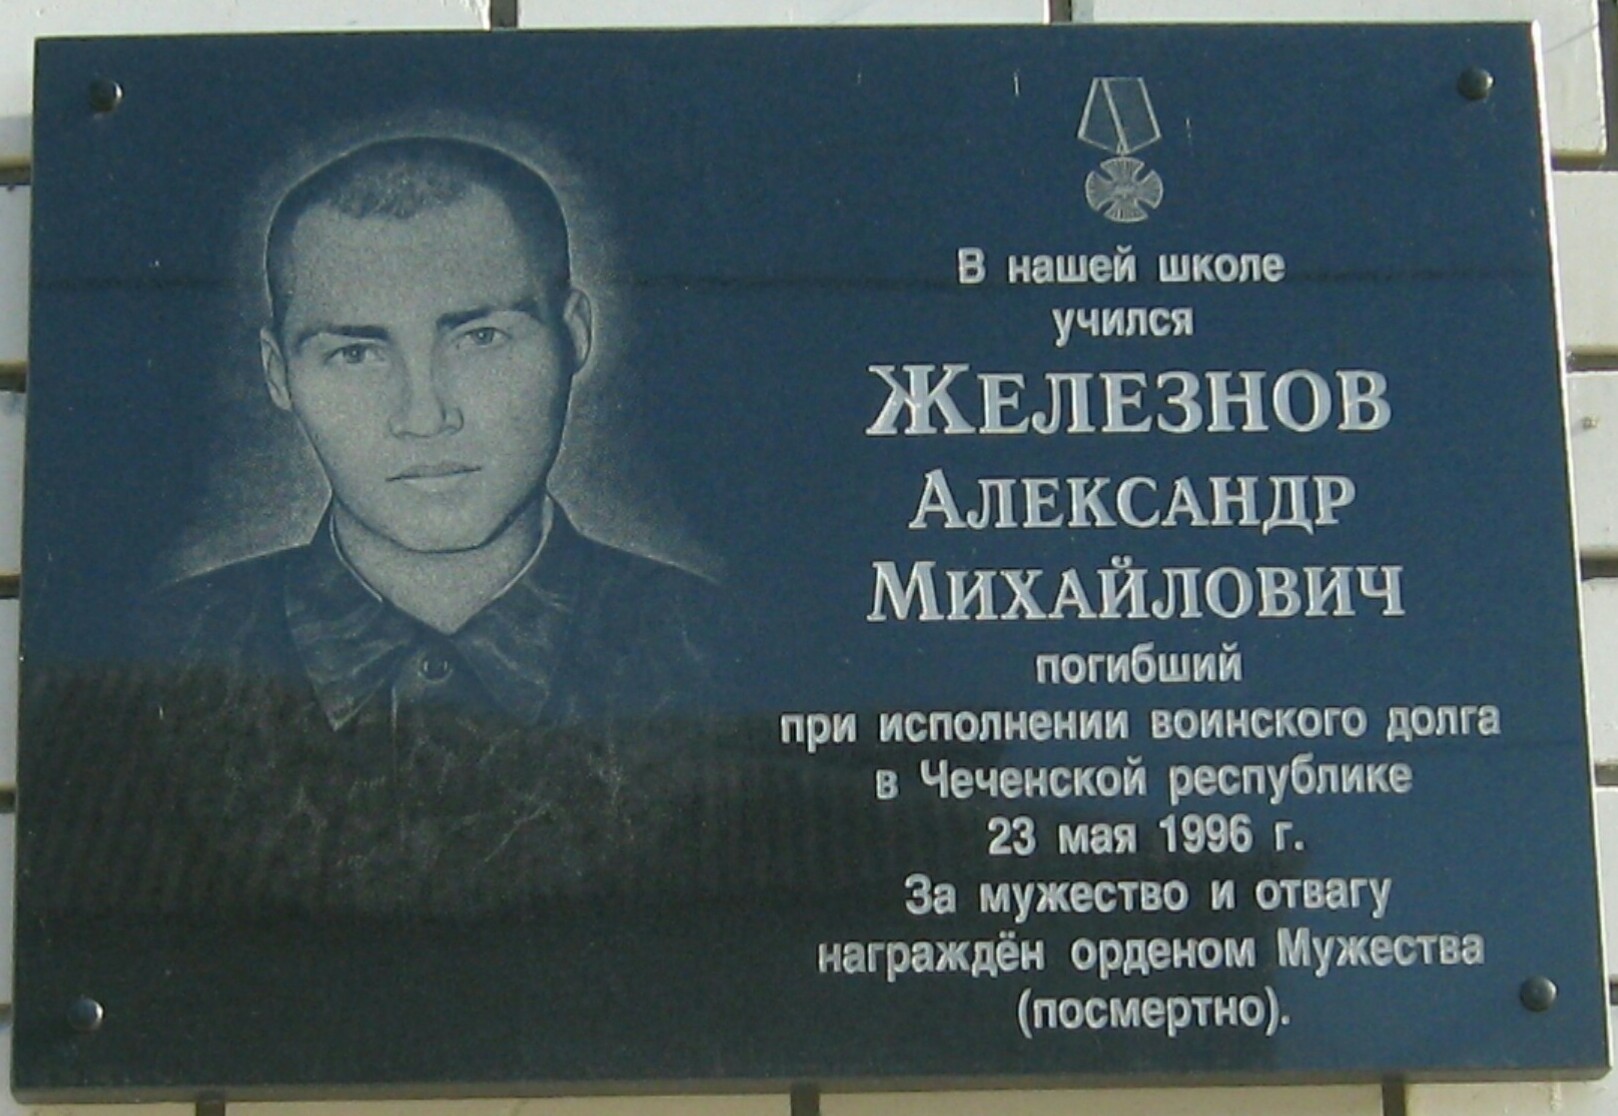 В нашей школе
учился
ЖЕЛЕЗНОВ
АЛЕКСАНДР
МИХАЙЛОВИЧ
погибший
при исполнении воинского долга
в Чеченской республике
23 мая 1996 г.
За мужество и отвагу
награждён орденом Мужества
(посмертно).